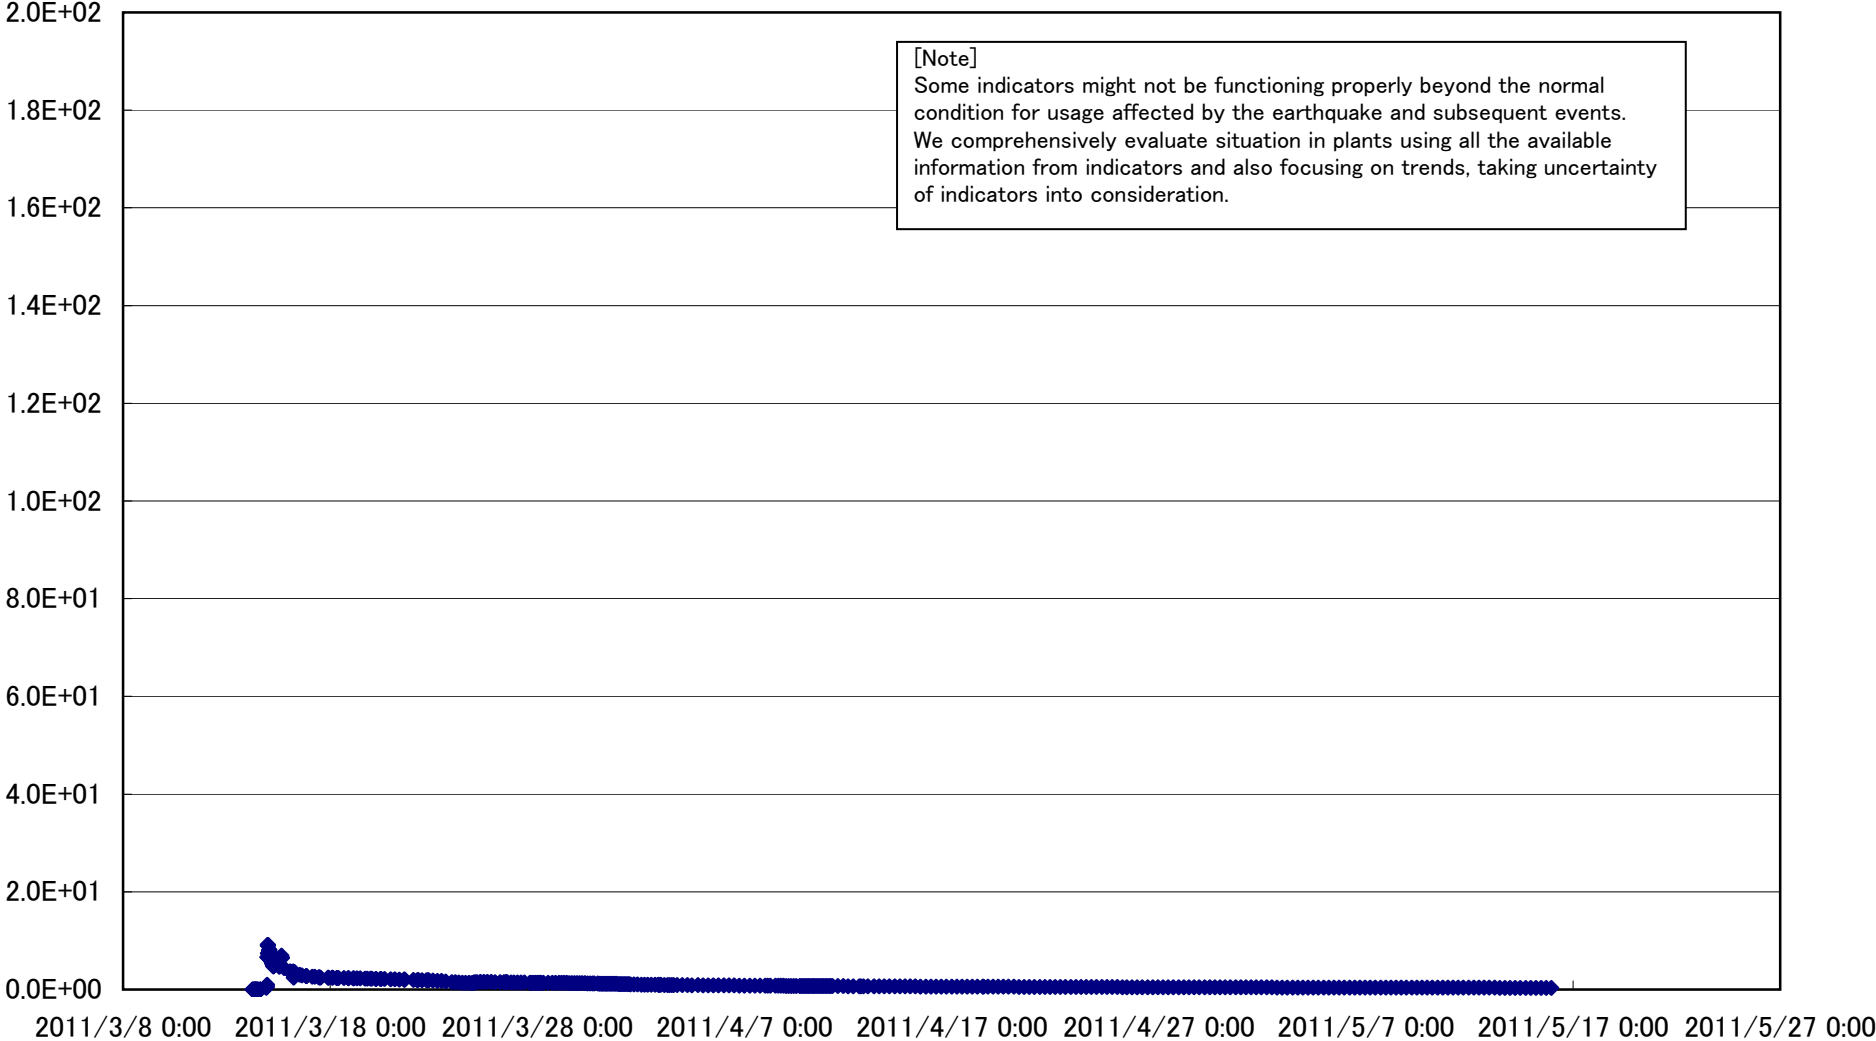 2.0E+02
[Note]
Some indicators might not be functioning properly beyond the normal
condition for usage affected by the earthquake and subsequent events.
We comprehensively evaluate situation in plants using all the available
information from indicators and also focusing on trends, taking uncertainty
of indicators into consideration.
1.8E+02
1.6E+02
1.4E+02
1.2E+02
1.0E+02
8.0E+01
6.0E+01
4.0E+01
2.0E+01
0.0E+00
2011/3/8 0:00 2011/3/18 0:00 2011/3/28 0:00 2011/4/7 0:00 2011/4/17 0:00 2011/4/27 0:00 2011/5/7 0:00 2011/5/17 0:00 2011/5/27 0:00